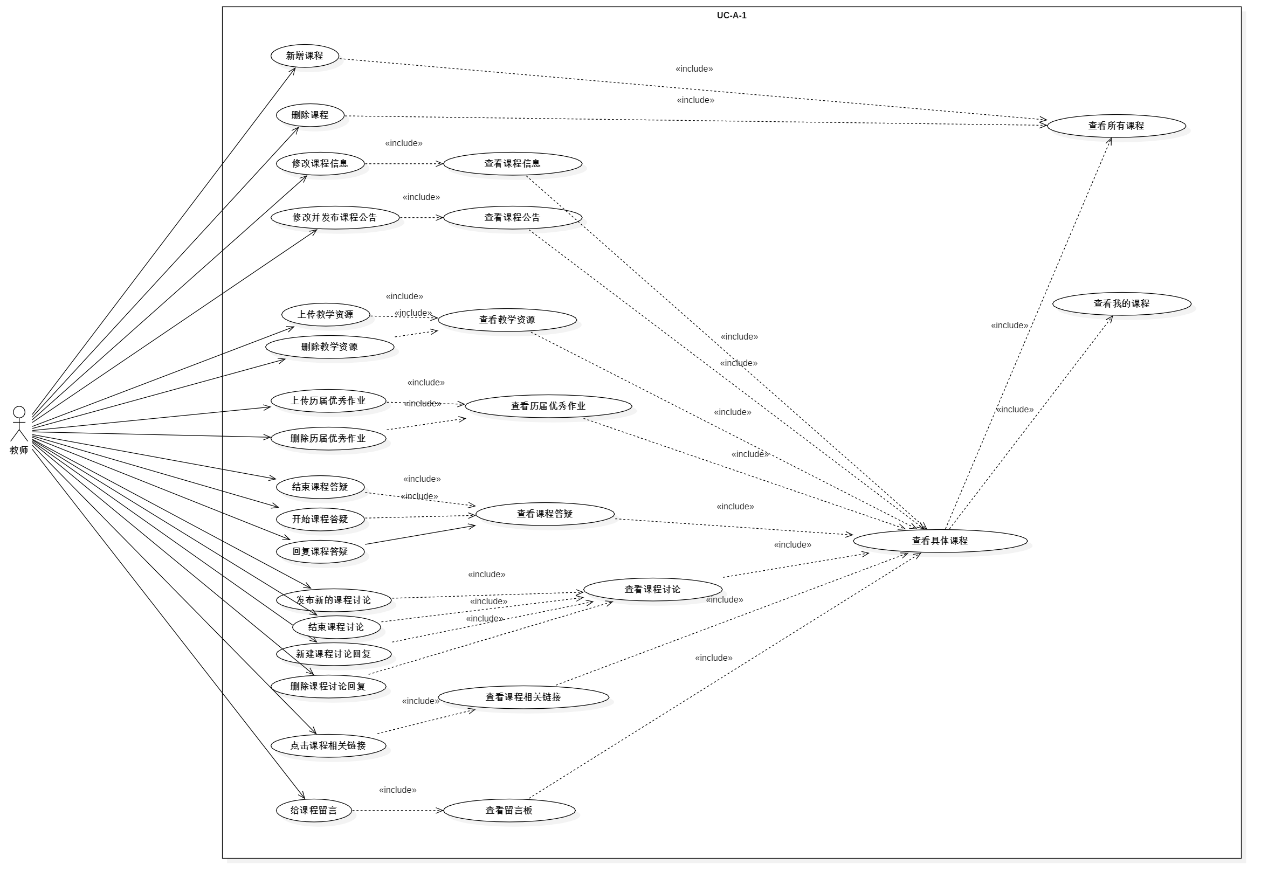 UC-A-1
新增课程
«include»
删除课程
«include»
查看所有课程
修改课程信息
«include»
查看课程信息
修改并发布课程公告
«include»
查看课程公告
上传教学资源
«include»
«include»
查看教学资源
删除教学资源
查看我的课程
«include»
«include»
«include»
上传历届优秀作业
«include»
«include»
查看历届优秀作业
«include»
«include»
教师
删除历届优秀作业
«include»
结束课程答疑
«include»
«include»
开始课程答疑
查看课程答疑
«include»
回复课程答疑
查看具体课程
«include»
发布新的课程讨论
«include»
查看课程讨论
«include»
结束课程讨论
«include»
«include»
新建课程讨论回复
«include»
删除课程讨论回复
«include»
查看课程相关链接
点击课程相关链接
给课程留言
«include»
查看留言板